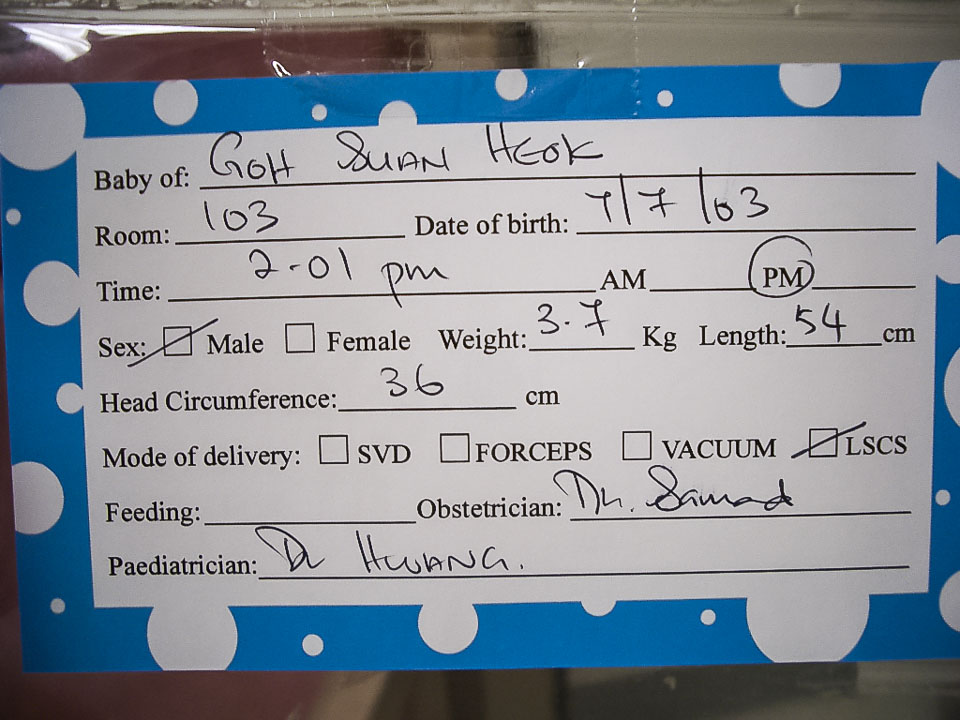 Baby of: GOH SUAN HEOK
Room: 103 Date of birth: 7/7/03
Time: 2-01 pm AM PM
Sex: Male Female Weight: 3.7 Kg Length: 54 cm
Head Circumference: 36 cm
Mode of delivery: SVD FORCEPS VACUUM LSCS
Feeding: Obstetrician: Dr. Samad
Paediatrician: Dr HWANG.